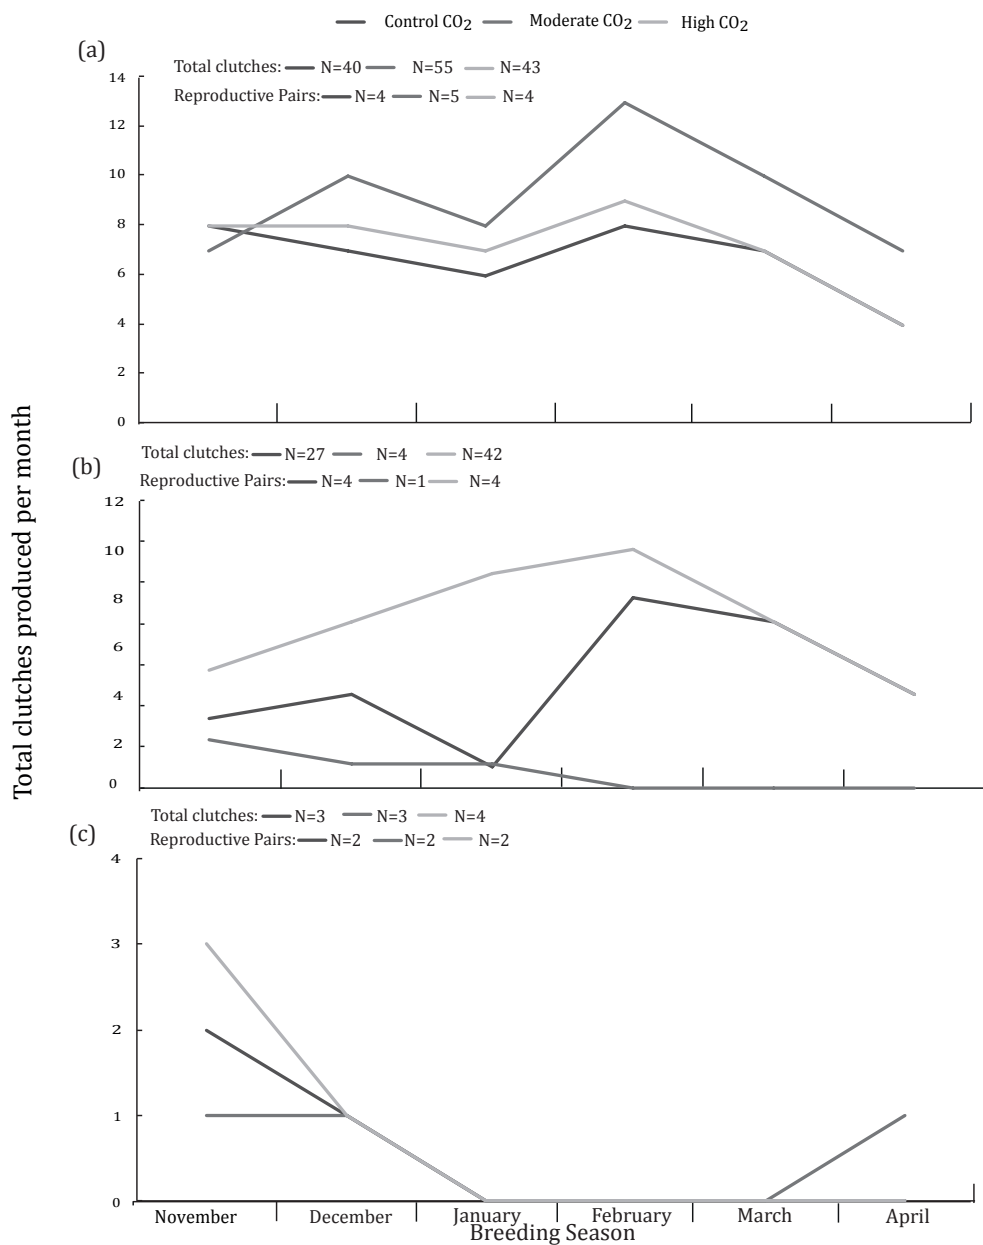 Control CO2 Moderate CO2 High CO2
(a)
Total clutches: N=40 N=55 N=43
Reproductive Pairs: N=4 N=5 N=4
14
12
10
8
6
4
2
0
Total clutches: N=27 N=4 N=42
(b)
Reproductive Pairs: N=4 N=1 N=4
12
10
8
6
4
2
0
Total clutches produced per month
Total clutches: N=3 N=3 N=4
(c)
Reproductive Pairs: N=2 N=2 N=2
4
3
2
1
0
November December January February March April
Breeding Season